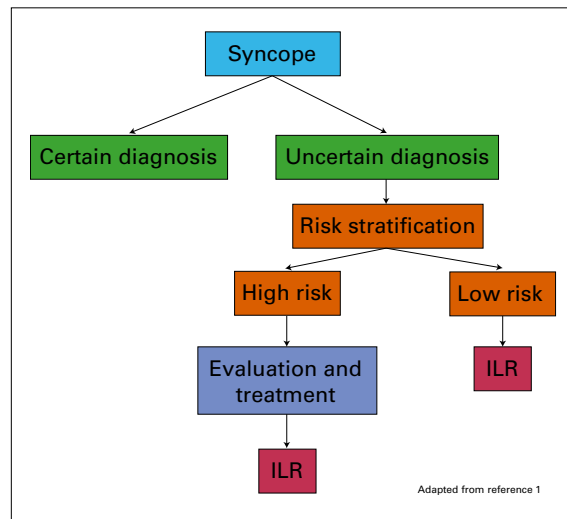 Syncope
Certain diagnosis
Uncertain diagnosis
Risk stratification
High risk
Low risk
Evaluation and
treatment
ILR
ILR
Adapted from reference 1